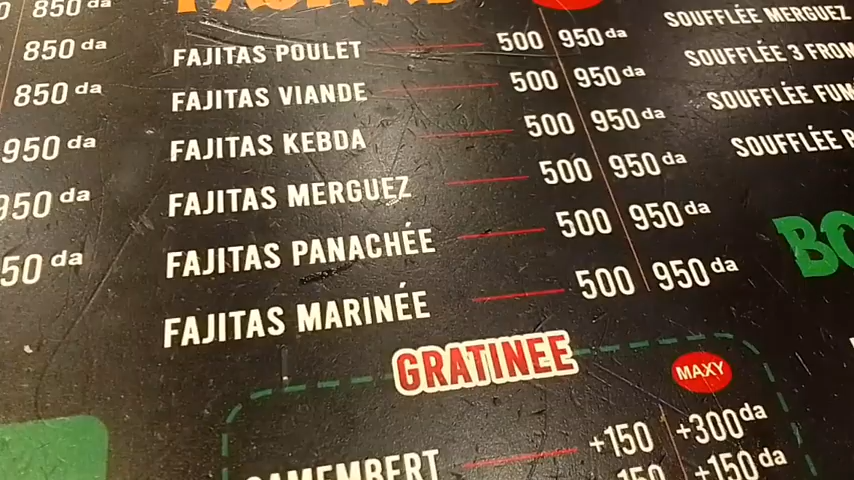 850 da
850 da
850 da
950 da
950 da
50 da
FAJITAS POULET 500 950 da
FAJITAS VIANDE 500 950 da
FAJITAS KEBDA 500 950 da
FAJITAS MERGUEZ 500 950 da
FAJITAS PANACHÉE 500 950 da
FAJITAS MARINÉE 500 950 da
SOUFFLÉE MERGUEZ
SOUFFLÉE 3 FROM
SOUFFLÉE FUM
SOUFFLÉE
GRATINEE
MAXY
CAMEMBERT +150 +300 da
150 +150 da